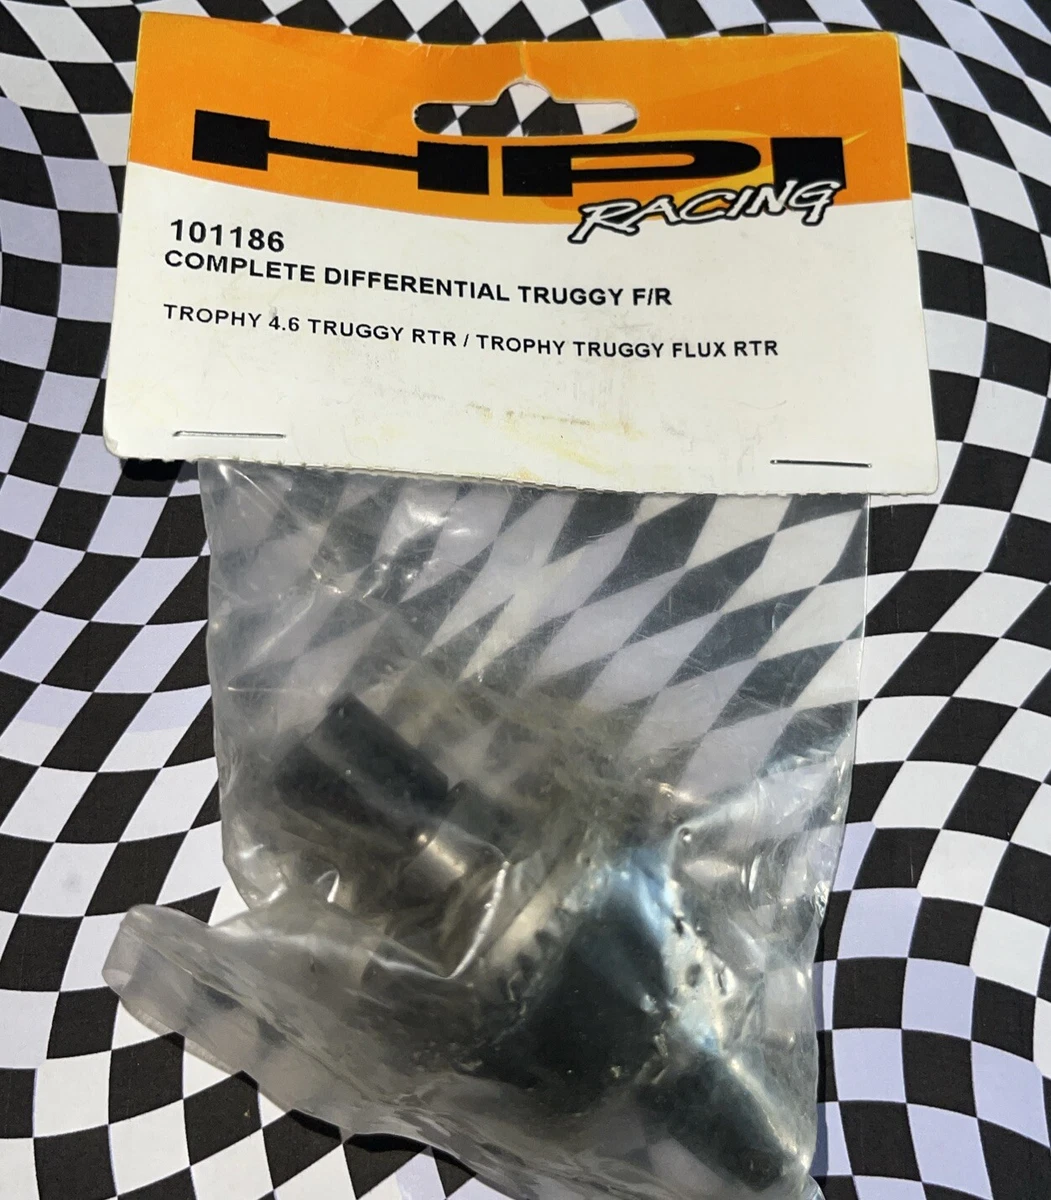 HPI
RACING
101186
COMPLETE DIFFERENTIAL TRUGGY F/R
TROPHY 4.6 TRUGGY RTR / TROPHY TRUGGY FLUX RTR